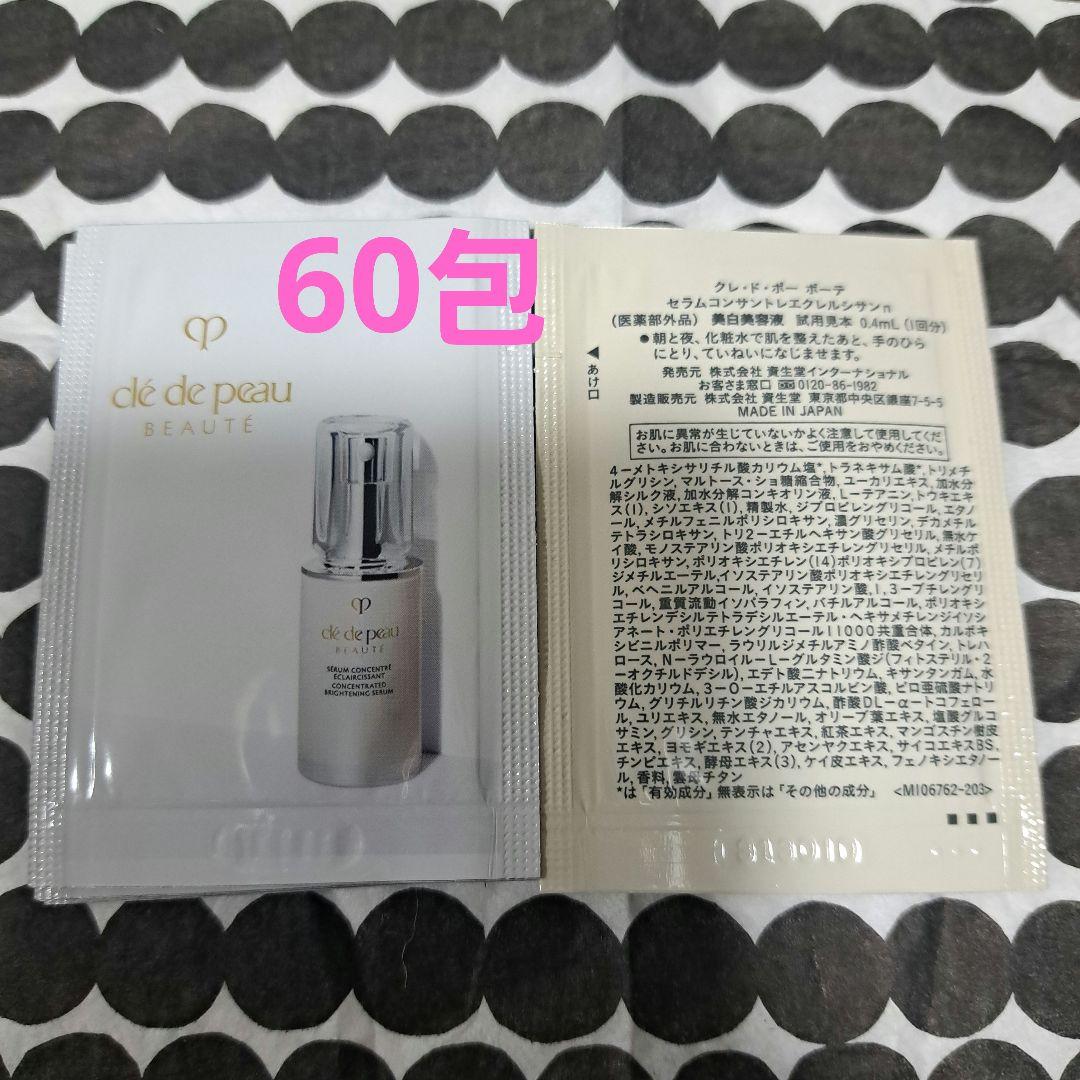 60包
clé de peau
BEAUTÉ
clé de peau
BEAUTÉ
SÉRUM CONCENTRÉ
ÉCLAIRCISSANT
CONCENTRATED
BRIGHTENING SERUM
クレ・ド・ポー ボーテ
セラムコンサントレエクレルシサンn
(医薬部外品) 美白美容液 試用見本 0.4mL (1回分)
●朝と夜、化粧水で肌を整えたあと、手のひら
にとり、ていねいになじませます。
発売元 株式会社 資生堂インターナショナル
お客さま窓口 0120-86-1982
製造販売元 株式会社 資生堂 東京都中央区銀座7-5-5
MADE IN JAPAN
◀あけ口
お肌に異常が生じていないかよく注意して使用してくだ
さい。お肌に合わないときは、ご使用をおやめください。
4－メトキシサリチル酸カリウム塩*,トラネキサム酸*,トリメチ
ルグリシン,マルトース・ショ糖縮合物,ユーカリエキス,加水分
解シルク液,加水分解コンキオリン液,L－テアニン,トウキエキ
ス(1),シソエキス(1),精製水,ジプロピレングリコール,エタノ
ール,メチルフェニルポリシロキサン,濃グリセリン,デカメチル
テトラシロキサン,トリ2－エチルヘキサン酸グリセリル,無水ケ
イ酸,モノステアリン酸ポリオキシエチレングリセリル,メチルポ
リシロキサン,ポリオキシエチレン(14)ポリオキシプロピレン(7)
ジメチルエーテル,イソステアリン酸ポリオキシエチレングリセリ
ル,ベヘニルアルコール,イソステアリン酸,1,3－ブチレングリ
コール,重質流動イソパラフィン,バチルアルコール,ポリオキシ
エチレンデシルテトラデシルエーテル・ヘキサメチレンジイソシ
アネート・ポリエチレングリコール11000共重合体,カルボキ
シビニルポリマー,ラウリルジメチルアミノ酢酸ベタイン,トレハ
ロース,N－ラウロイル－L－グルタミン酸ジ(フィトステリル・2
－オクチルドデシル),エデト酸二ナトリウム,キサンタンガム,水
酸化カリウム,3－O－エチルアスコルビン酸,ピロ亜硫酸ナトリ
ウム,グリチルリチン酸ジカリウム,酢酸DL－α－トコフェロー
ル,ユリエキス,無水エタノール,オリーブ葉エキス,塩酸グルコ
サミン,グリシン,テンチャエキス,紅茶エキス,マンゴスチン樹皮
エキス,ヨモギエキス(2),アセンヤクエキス,サイコエキスBS,
チンピエキス,酵母エキス(3),ケイ皮エキス,フェノキシエタノー
ル,香料,雲母チタン
*は「有効成分」無表示は「その他の成分」 <MI06762-203>